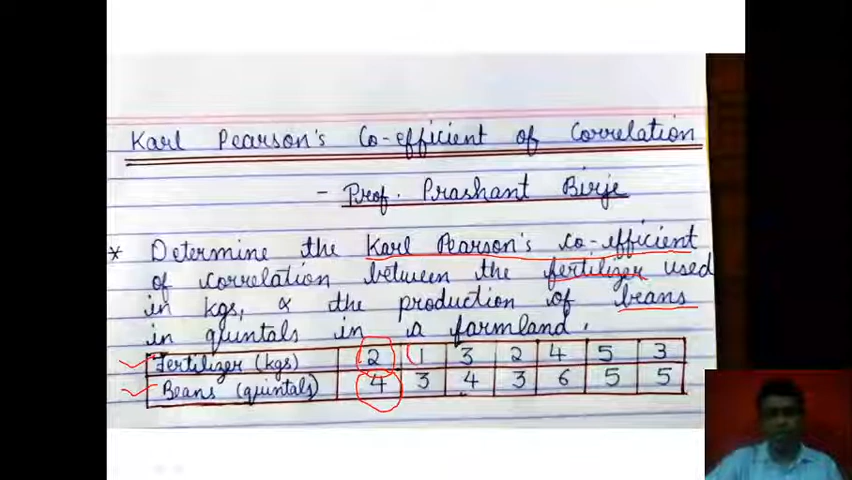 Karl Pearson's Co-efficient of Correlation
- Prof. Prashant Birje
* Determine the Karl Pearson's co-efficient
of correlation between the fertilizer used
in kgs, & the production of beans
in quintals in a farmland.
Fertilizer (kgs) 2 1 3 2 4 5 3
Beans (quintals) 4 3 4 3 6 5 5